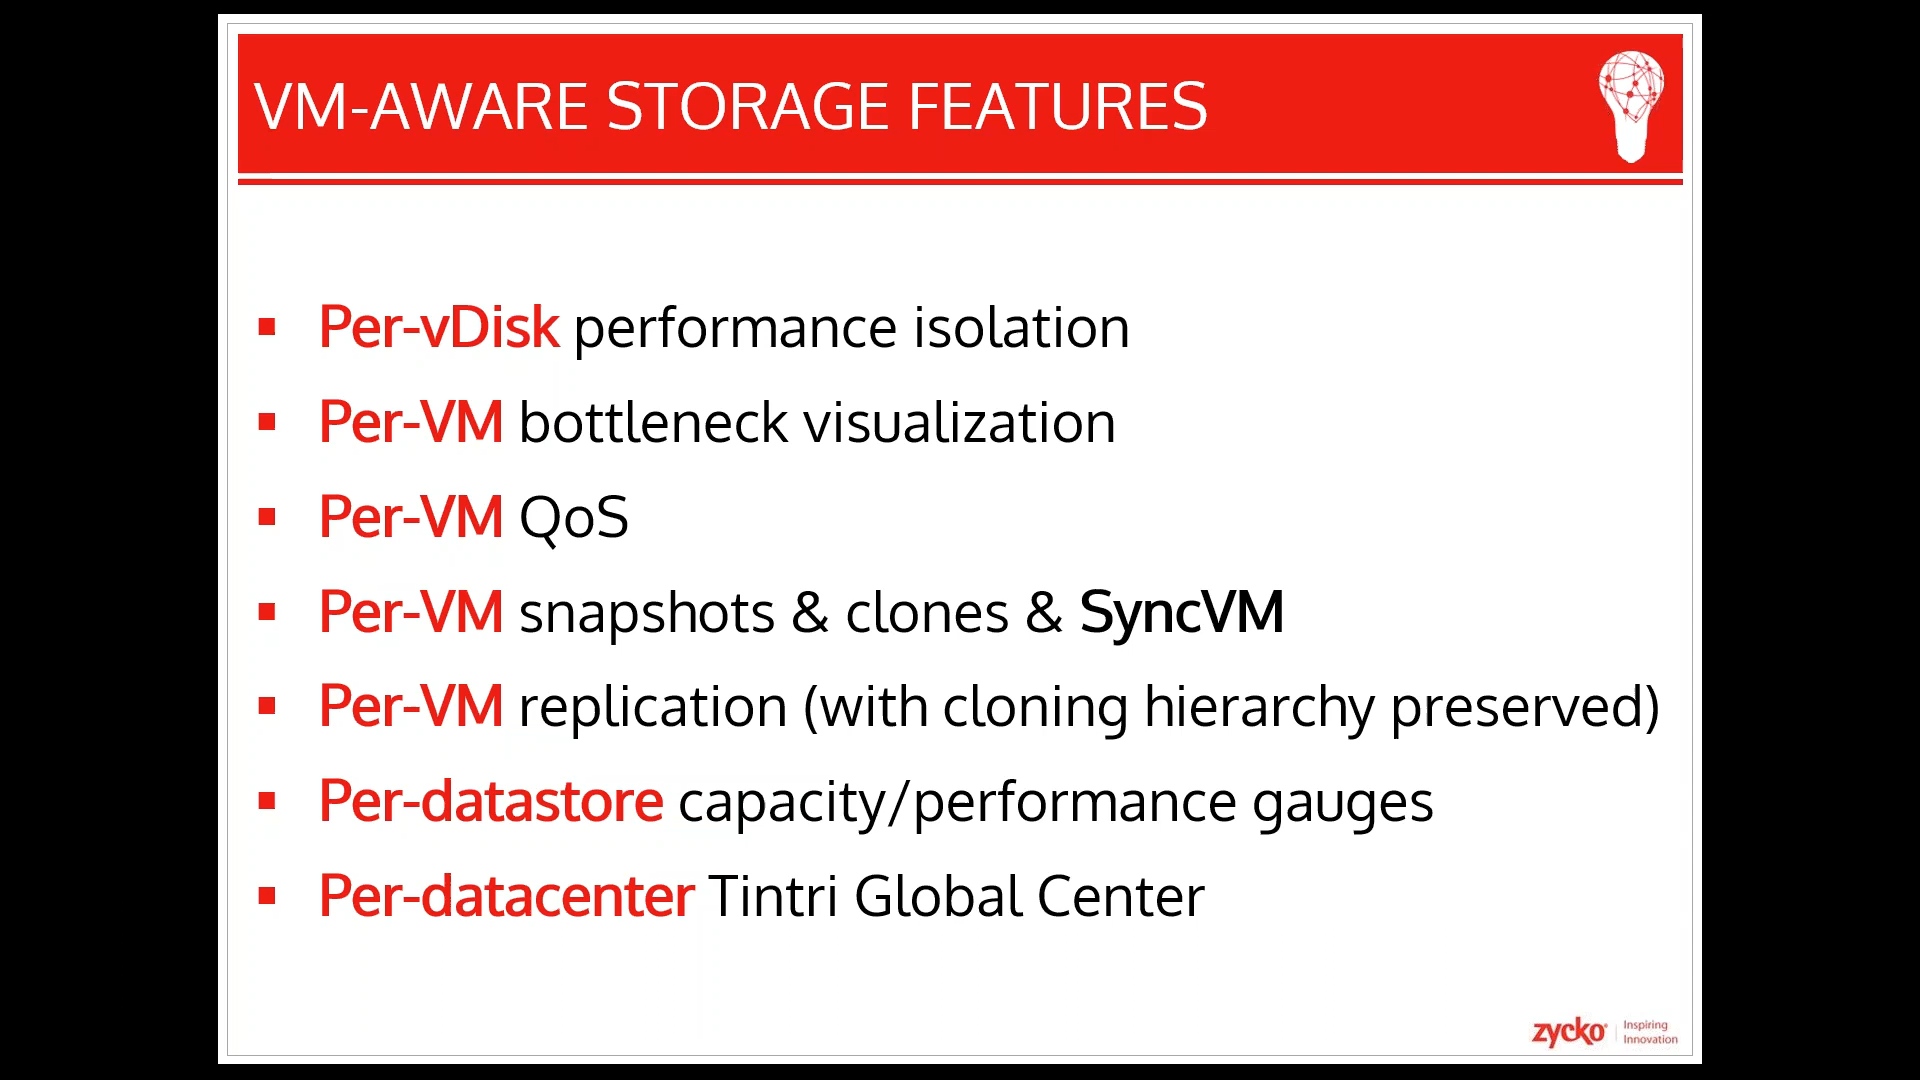 VM-AWARE STORAGE FEATURES
Per-vDisk performance isolation
Per-VM bottleneck visualization
Per-VM QoS
Per-VM snapshots & clones & SyncVM
Per-VM replication (with cloning hierarchy preserved)
Per-datastore capacity/performance gauges
Per-datacenter Tintri Global Center
zycko
Inspiring
Innovation